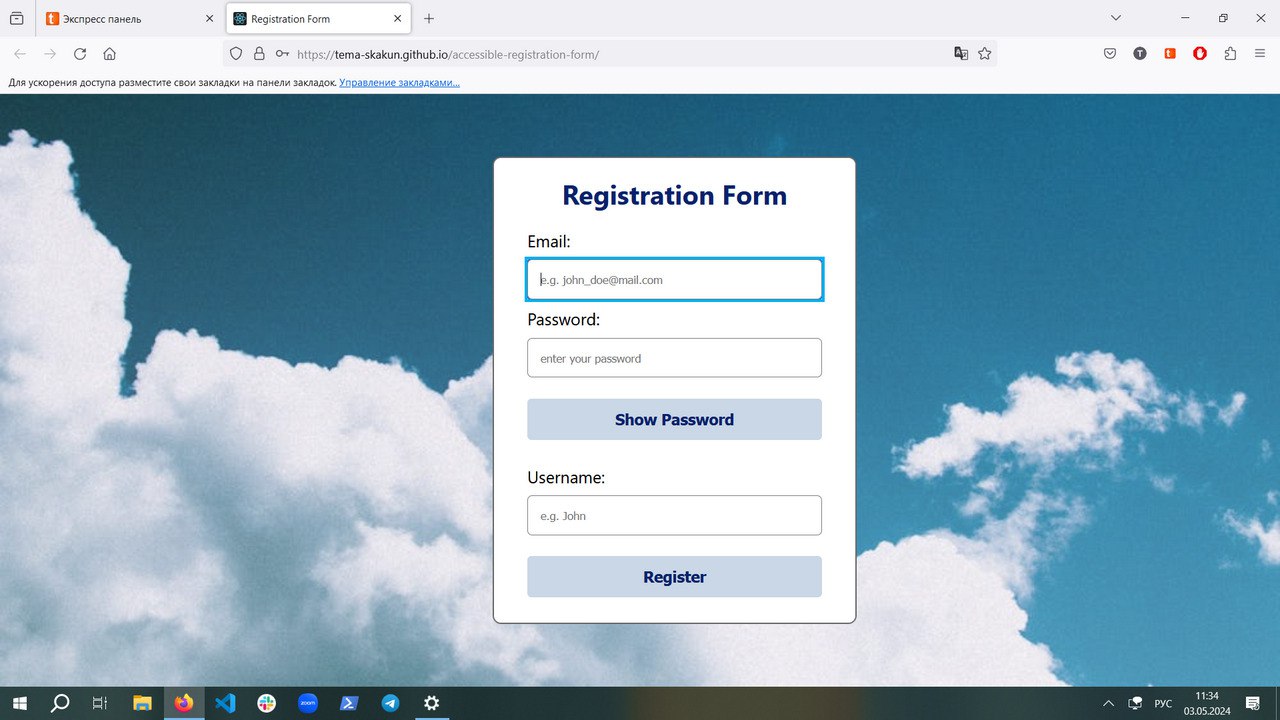 Экспресс панель
Registration Form
https://tema-skakun.github.io/accessible-registration-form/
T
Для ускорения доступа разместите свои закладки на панели закладок. Управление закладками...
Registration Form
Email:
e.g. john_doe@mail.com
Password:
enter your password
Show Password
Username:
e.g. John
Register
zoom
РУС
11:34
03.05.2024